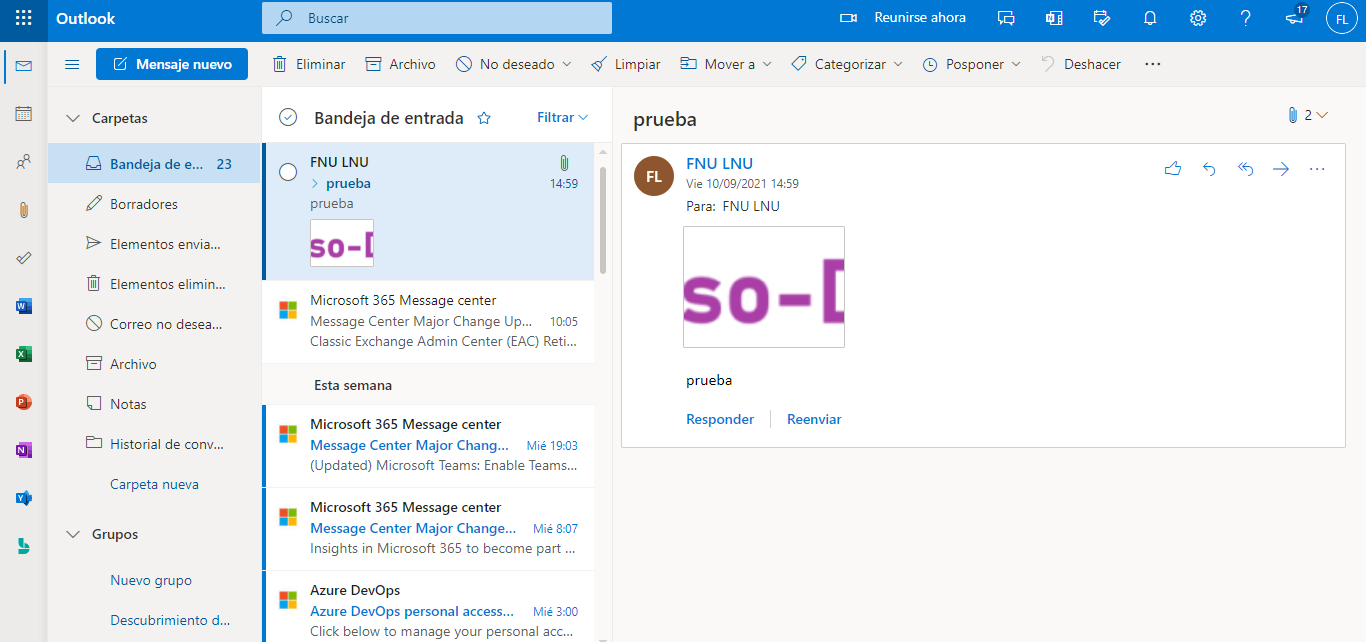 Outlook
Buscar
Reunirse ahora
17
FL
Mensaje nuevo
Eliminar
Archivo
No deseado
Limpiar
Mover a
Categorizar
Posponer
Deshacer
Carpetas
Bandeja de e... 23
Borradores
Elementos envia...
Elementos elimin...
Correo no desea...
Archivo
Notas
Historial de conv...
Carpeta nueva
Grupos
Nuevo grupo
Descubrimiento d...
Bandeja de entrada
Filtrar
FNU LNU
prueba 14:59
prueba
so-
Microsoft 365 Message center
Message Center Major Change Up... 10:05
Classic Exchange Admin Center (EAC) Reti...
Esta semana
Microsoft 365 Message center
Message Center Major Chang... Mié 19:03
(Updated) Microsoft Teams: Enable Teams...
Microsoft 365 Message center
Message Center Major Change... Mié 8:07
Insights in Microsoft 365 to become part ...
Azure DevOps
Azure DevOps personal access... Mié 3:00
Click below to manage your personal acc...
prueba
2
FL
FNU LNU
Vie 10/09/2021 14:59
Para: FNU LNU
so-
prueba
Responder
Reenviar